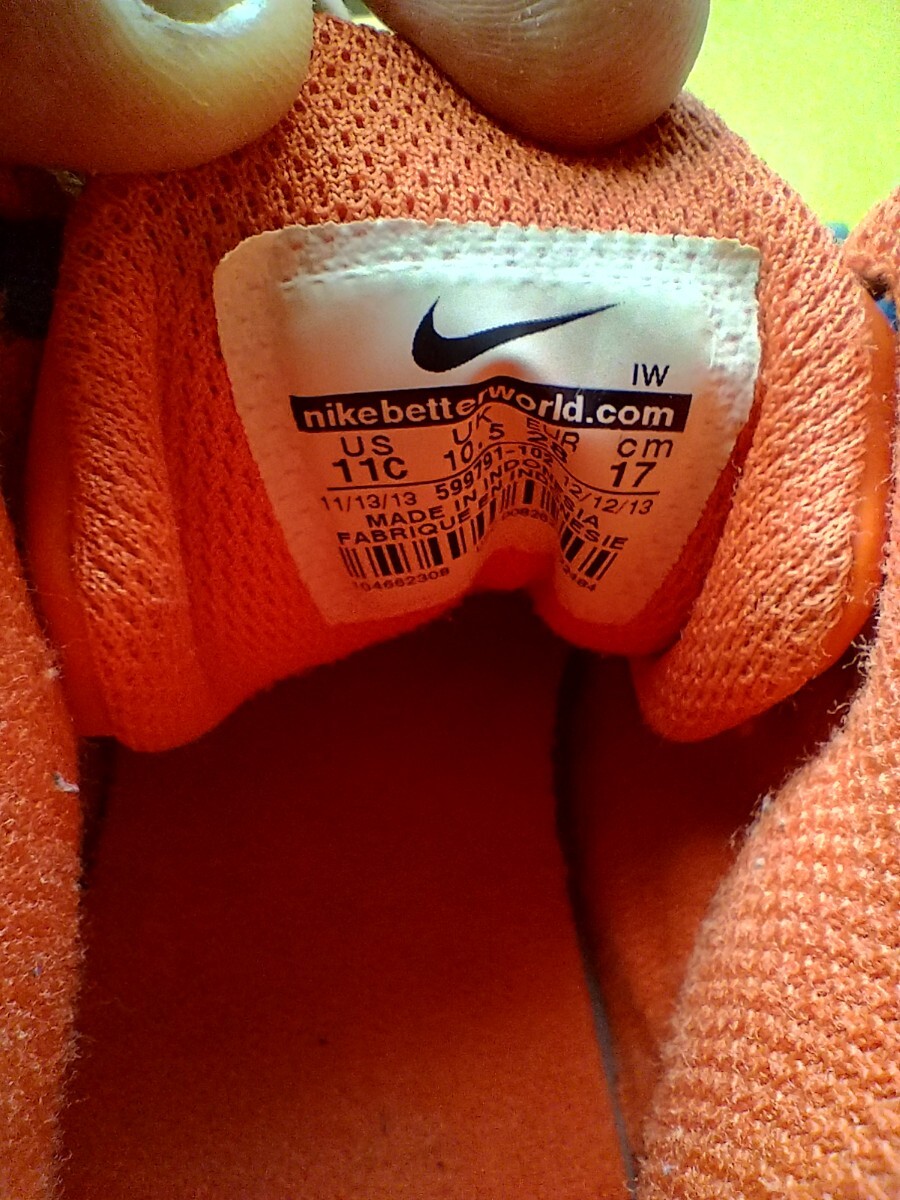 IW
nikebetterworld.com
US UK EUR cm
11C 10.5 28 17
11/13/13 599791-102 12/12/13
MADE IN INDONESIA
FABRIQUE EN INDONESIE